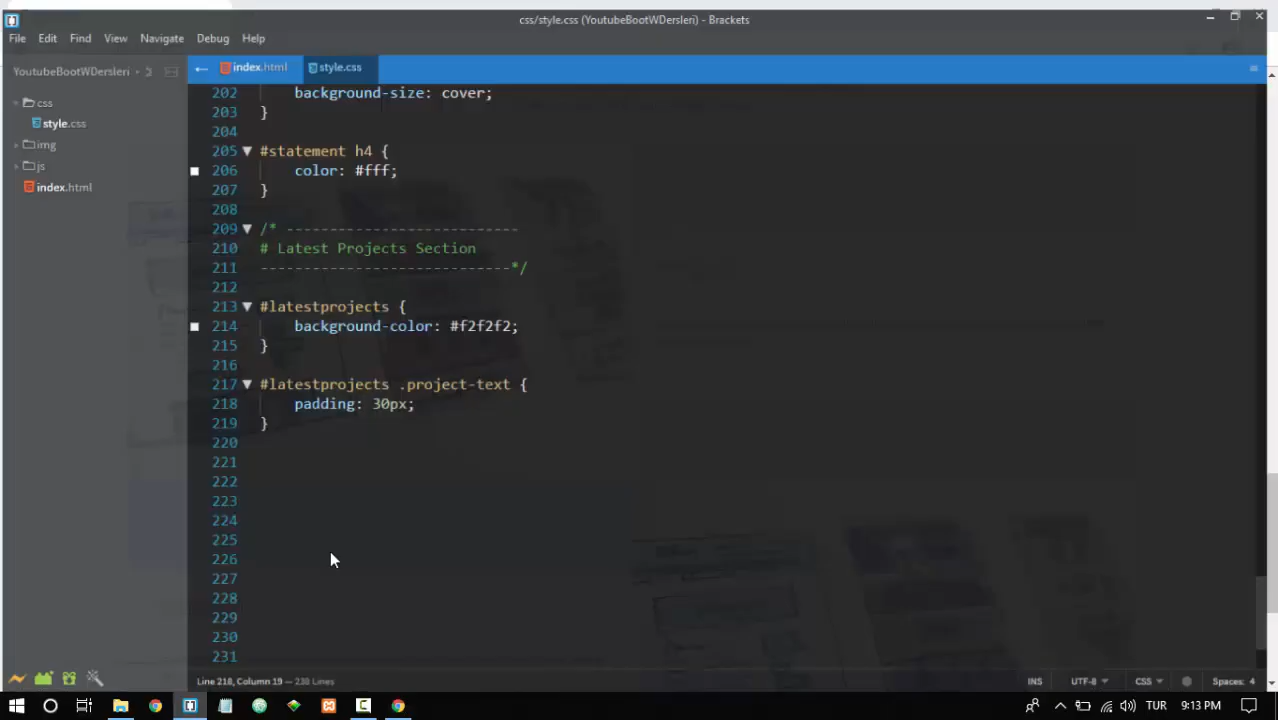 css/style.css (YoutubeBootWDersleri) - Brackets
File Edit Find View Navigate Debug Help
YoutubeBootWDersleri
index.html style.css
css
style.css
img
js
index.html
202 background-size: cover;
203 }
204
205 #statement h4 {
206 color: #fff;
207 }
208
209 /* ---------------------------
210 # Latest Projects Section
211 -----------------------------*/
212
213 #latestprojects {
214 background-color: #f2f2f2;
215 }
216
217 #latestprojects .project-text {
218 padding: 30px;
219 }
220
221
222
223
224
225
226
227
228
229
230
231
Line 218, Column 19 — 238 Lines
INS UTF-8 CSS Spaces: 4
TUR 9:13 PM